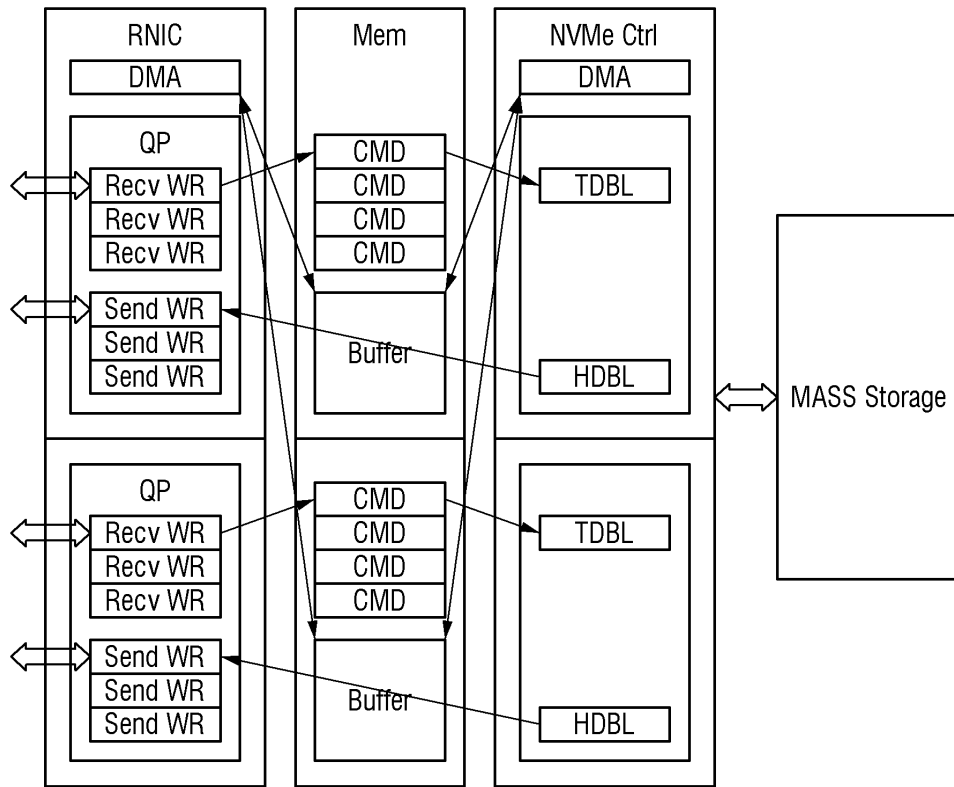 RNIC
DMA
QP
Recv WR
Recv WR
Recv WR
Send WR
Send WR
Send WR
QP
Recv WR
Recv WR
Recv WR
Send WR
Send WR
Send WR
Mem
CMD
CMD
CMD
CMD
Buffer
CMD
CMD
CMD
CMD
Buffer
NVMe Ctrl
DMA
TDBL
HDBL
TDBL
HDBL
MASS Storage